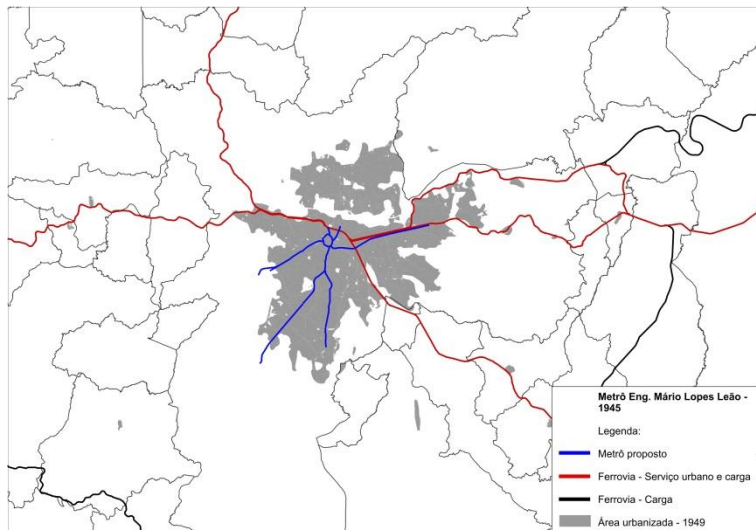 Metrô Eng. Mário Lopes Leão -
1945
Legenda:
Metrô proposto
Ferrovia - Serviço urbano e carga
Ferrovia - Carga
Área urbanizada - 1949